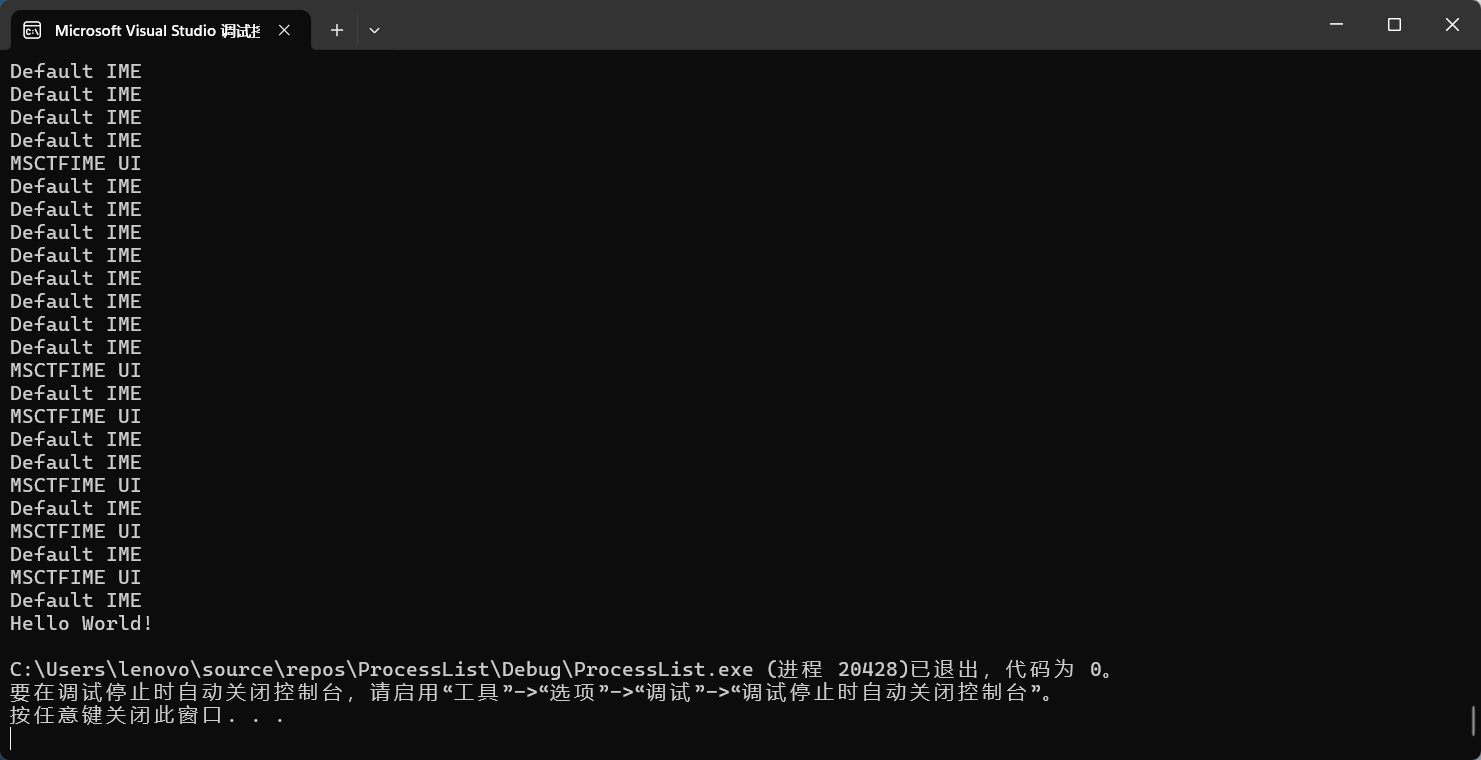 Microsoft Visual Studio 调试控
Default IME
Default IME
Default IME
Default IME
MSCTFIME UI
Default IME
Default IME
Default IME
Default IME
Default IME
Default IME
Default IME
Default IME
MSCTFIME UI
Default IME
MSCTFIME UI
Default IME
Default IME
MSCTFIME UI
Default IME
MSCTFIME UI
Default IME
MSCTFIME UI
Default IME
Hello World!
C:\Users\lenovo\source\repos\ProcessList\Debug\ProcessList.exe (进程 20428)已退出，代码为 0。
要在调试停止时自动关闭控制台，请启用“工具”->“选项”->“调试”->“调试停止时自动关闭控制台”。
按任意键关闭此窗口. . .